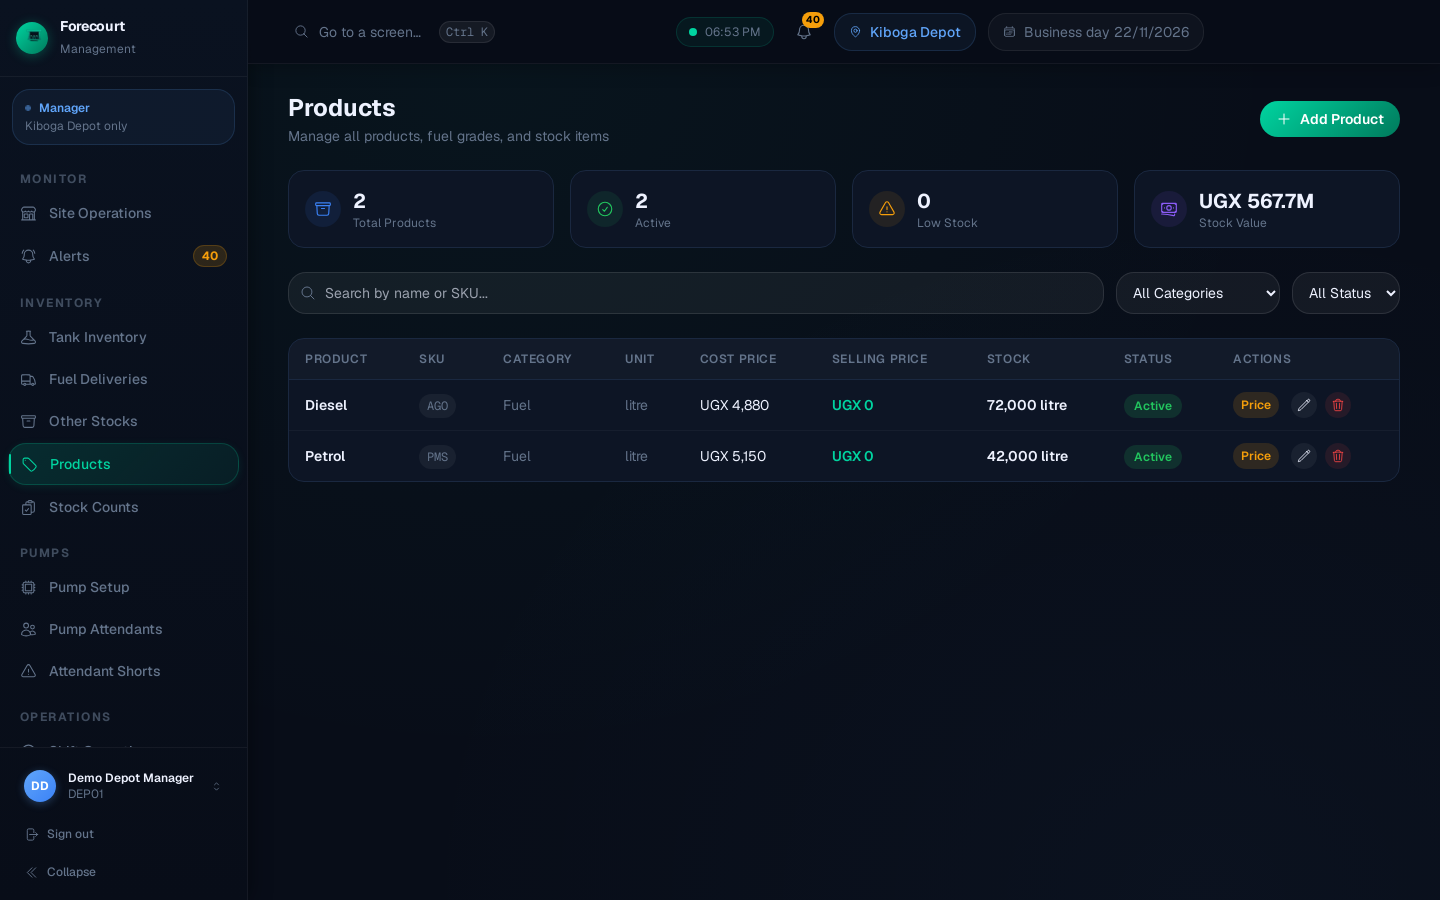 Forecourt
Management
Go to a screen... Ctrl K
06:53 PM
40
Kiboga Depot
Business day 22/11/2026
Manager
Kiboga Depot only
MONITOR
Site Operations
Alerts 40
INVENTORY
Tank Inventory
Fuel Deliveries
Other Stocks
Products
Stock Counts
PUMPS
Pump Setup
Pump Attendants
Attendant Shorts
OPERATIONS
DD
Demo Depot Manager
DEP01
Sign out
Collapse
Products
Manage all products, fuel grades, and stock items
Add Product
2
Total Products
2
Active
0
Low Stock
UGX 567.7M
Stock Value
Search by name or SKU...
All Categories
All Status
PRODUCT SKU CATEGORY UNIT COST PRICE SELLING PRICE STOCK STATUS ACTIONS
Diesel AGO Fuel litre UGX 4,880 UGX 0 72,000 litre Active Price
Petrol PMS Fuel litre UGX 5,150 UGX 0 42,000 litre Active Price